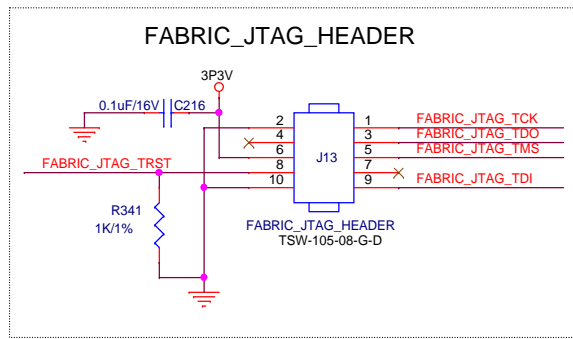 FABRIC_JTAG_HEADER
3P3V
0.1uF/16V C216
2 1 FABRIC_JTAG_TCK
4 3 FABRIC_JTAG_TDO
6 5 FABRIC_JTAG_TMS
FABRIC_JTAG_TRST 8 J13 7
10 9 FABRIC_JTAG_TDI
R341
1K/1%
FABRIC_JTAG_HEADER
TSW-105-08-G-D